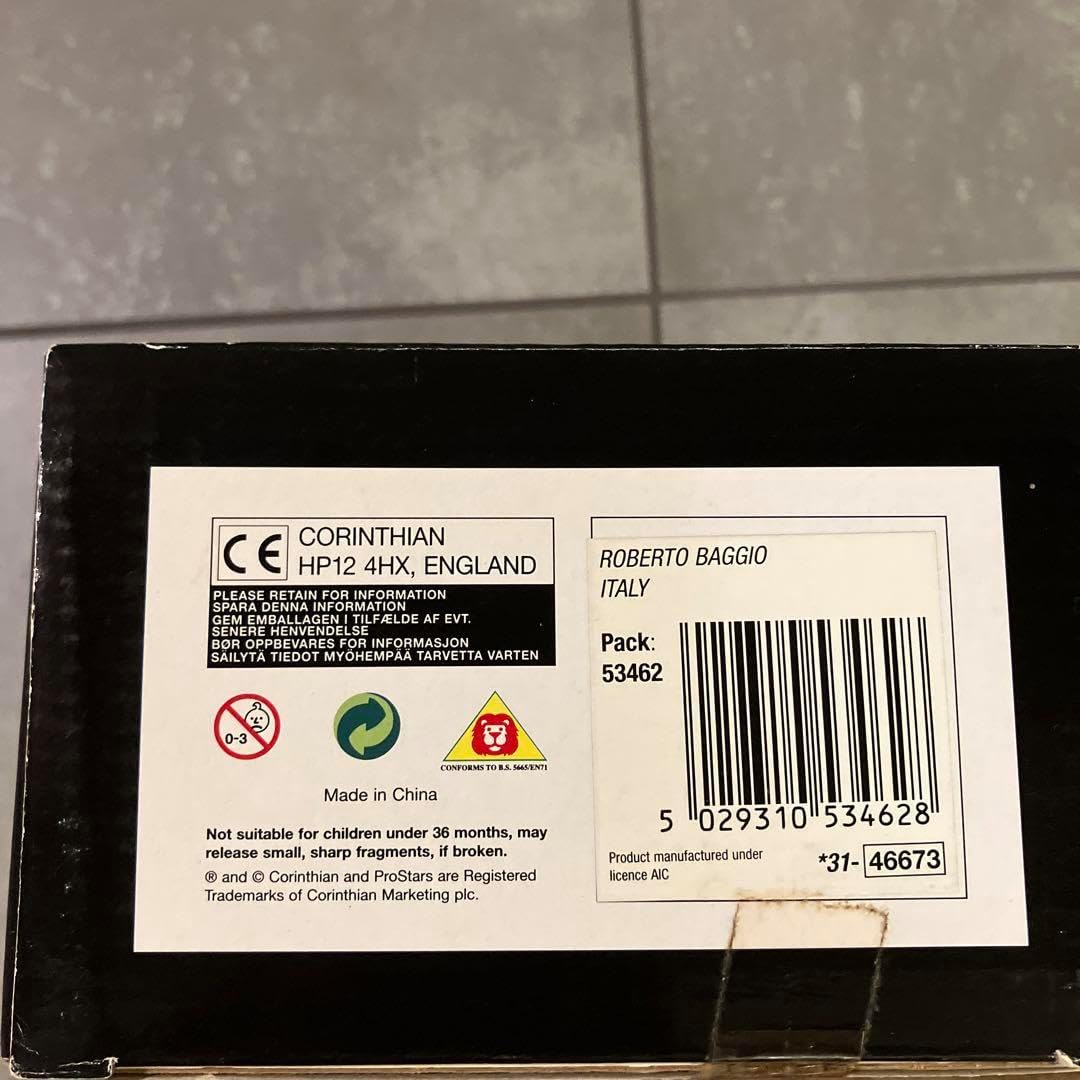 CE CORINTHIAN
HP12 4HX, ENGLAND
PLEASE RETAIN FOR INFORMATION
SPARA DENNA INFORMATION
GEM EMBALLAGEN I TILFÆLDE AF EVT.
SENERE HENVENDELSE
BØR OPPBEVARES FOR INFORMASJON
SÄILYTÄ TIEDOT MYÖHEMPÄÄ TARVETTA VARTEN
0-3
CONFORMS TO B.S. 5665/EN71
Made in China
Not suitable for children under 36 months, may
release small, sharp fragments, if broken.
® and © Corinthian and ProStars are Registered
Trademarks of Corinthian Marketing plc.
ROBERTO BAGGIO
ITALY
Pack:
53462
5 029310 534628
Product manufactured under
licence AIC
*31- 46673